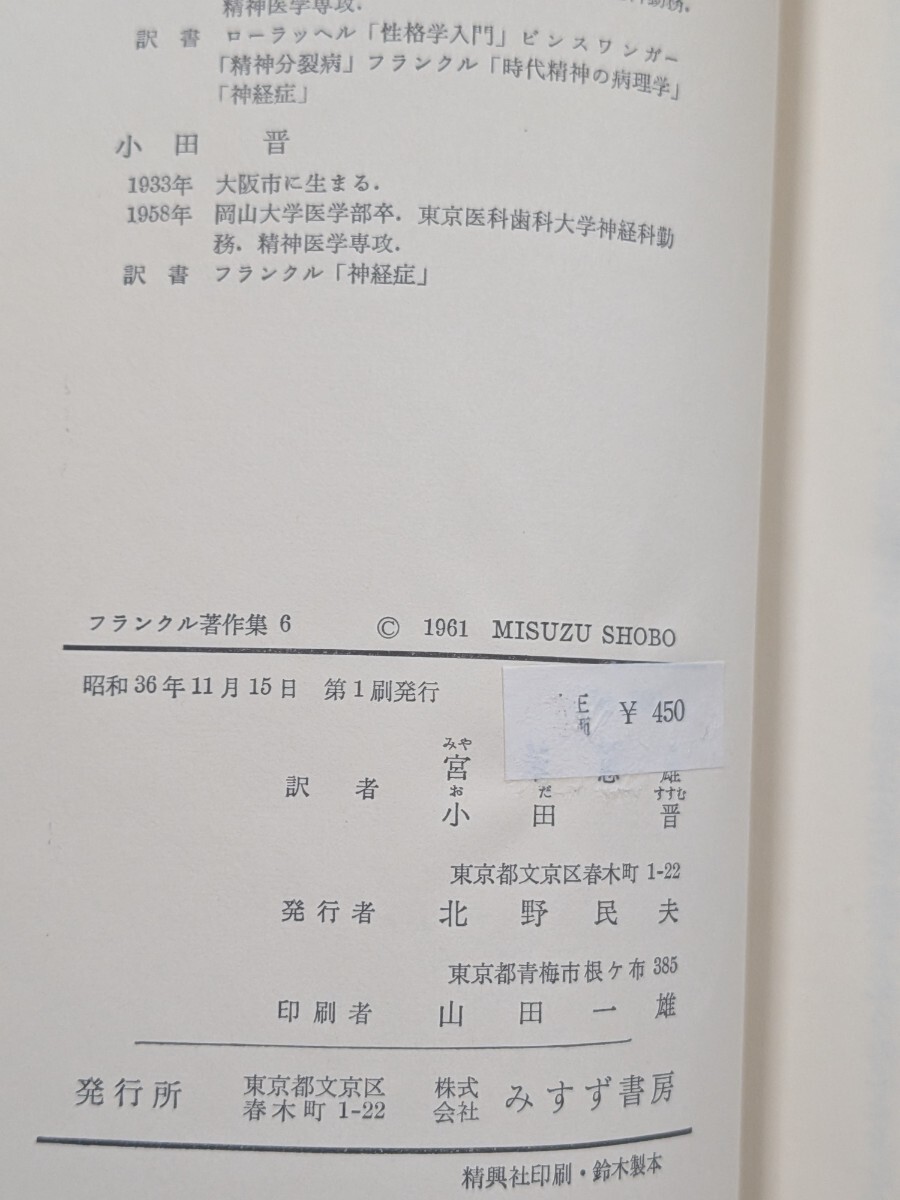 精神医学専攻.
訳書 ローラッヘル「性格学入門」ビンスワンガー
「精神分裂病」フランクル「時代精神の病理学」
「神経症」
小田 晋
1933年 大阪市に生まる.
1958年 岡山大学医学部卒. 東京医科歯科大学神経科勤
務. 精神医学専攻.
訳書 フランクル「神経症」
フランクル著作集 6 © 1961 MISUZU SHOBO
昭和36年11月15日 第1刷発行
¥ 450
みや
宮 雄
訳者
お だ すすむ
小 田 晋
東京都文京区春木町 1-22
発行者 北野民夫
東京都青梅市根ケ布 385
印刷者 山田一雄
発行所 東京都文京区 春木町 1-22 株式会社 みすず書房
精興社印刷・鈴木製本